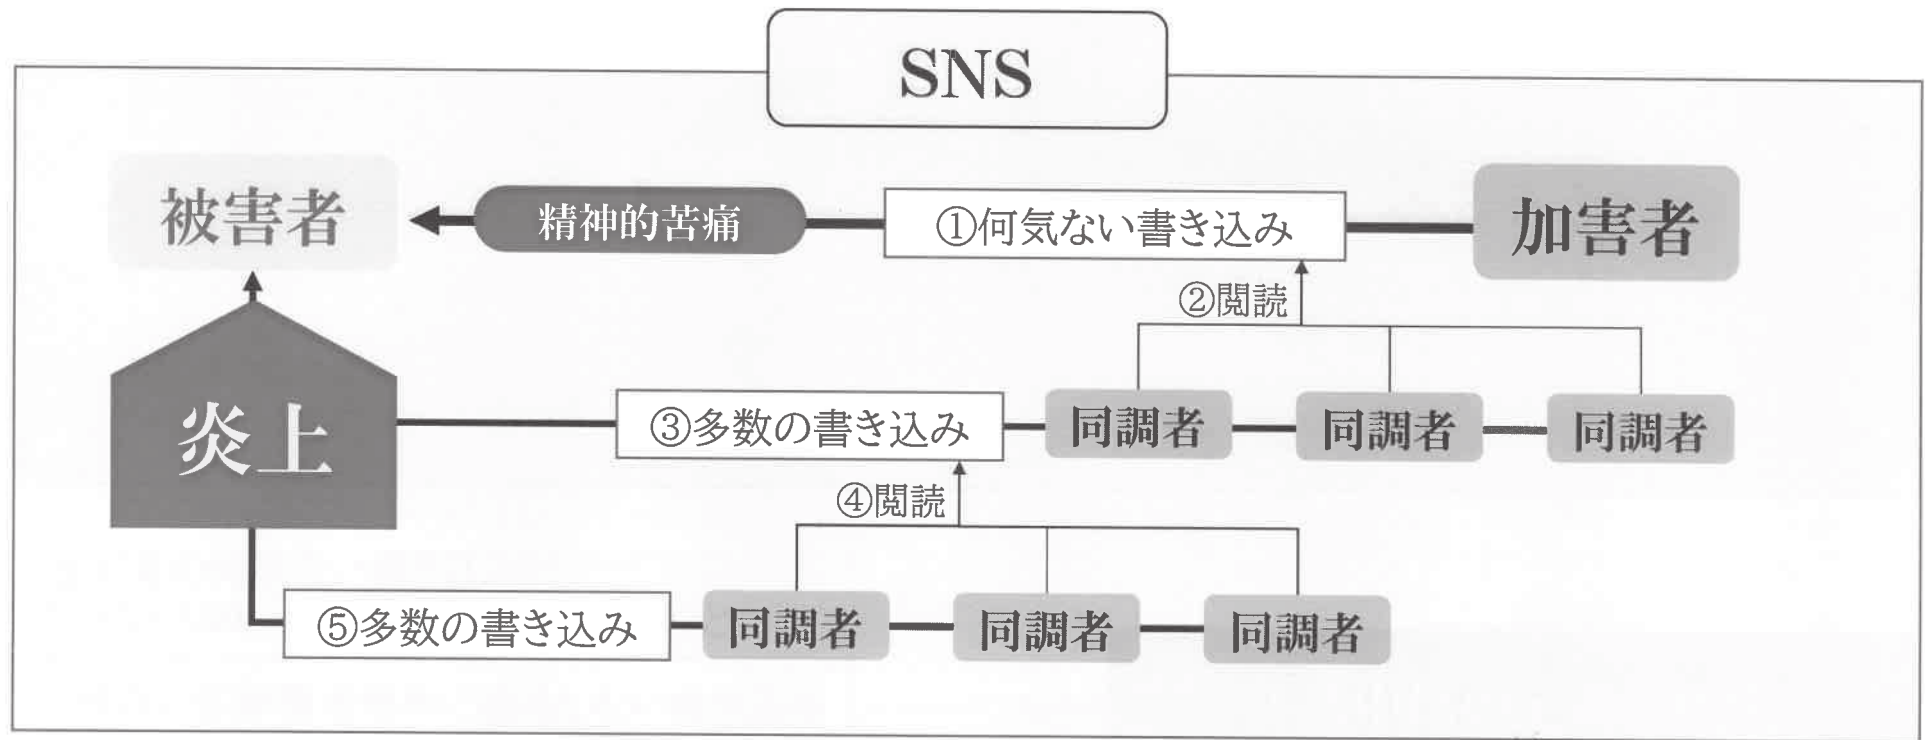 SNS
被害者
精神的苦痛
①何気ない書き込み
加害者
②閲読
炎上
③多数の書き込み
同調者
同調者
同調者
④閲読
⑤多数の書き込み
同調者
同調者
同調者